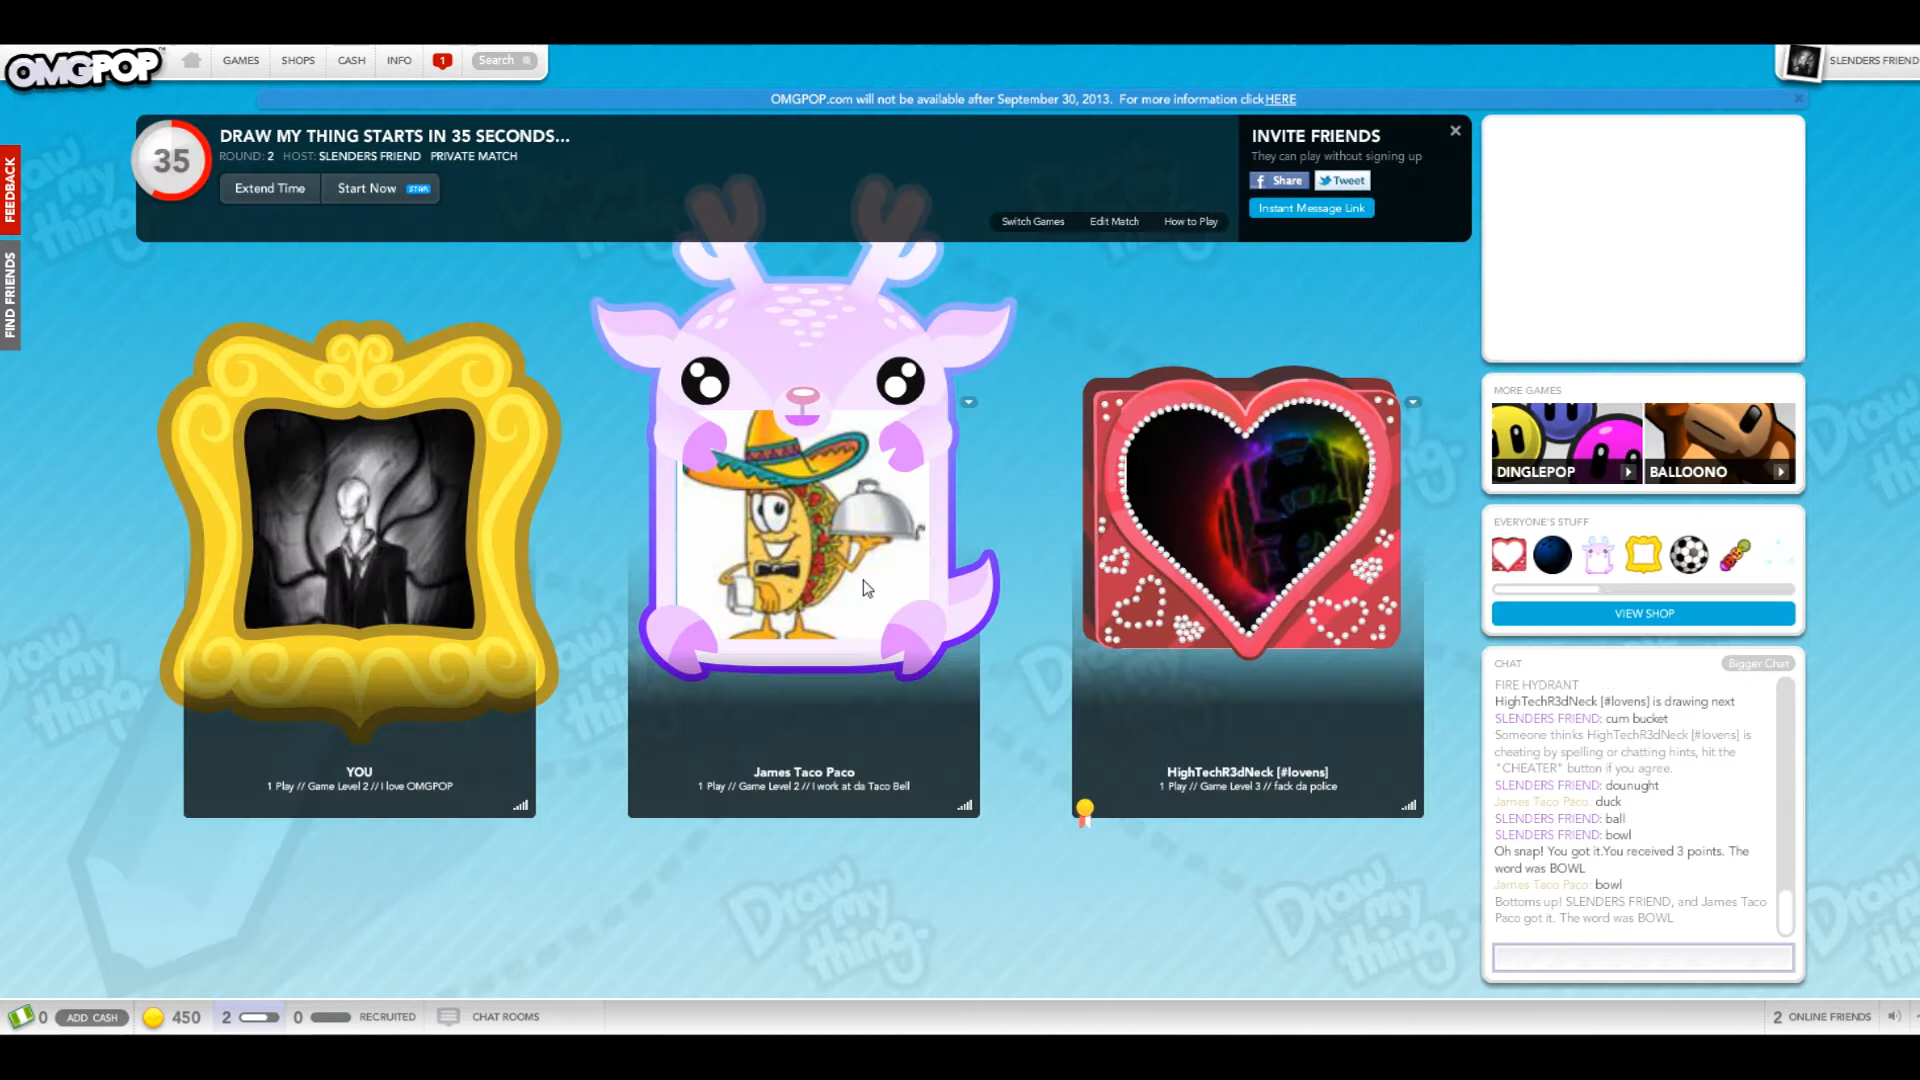 OMGPOP
GAMES
SHOPS
CASH
INFO
1
Search
SLENDERS FRIEND
OMGPOP.com will not be available after September 30, 2013. For more information click HERE
FEEDBACK
FIND FRIENDS
35
DRAW MY THING STARTS IN 35 SECONDS...
ROUND: 2 HOST: SLENDERS FRIEND PRIVATE MATCH
Extend Time
Start Now STAR
Switch Games
Edit Match
How to Play
INVITE FRIENDS
They can play without signing up
f Share
Tweet
Instant Message Link
YOU
1 Play // Game Level 2 // I love OMGPOP
James Taco Paco
1 Play // Game Level 2 // I work at da Taco Bell
HighTechR3dNeck [#lovens]
1 Play // Game Level 3 // fack da police
MORE GAMES
DINGLEPOP
BALLOONO
EVERYONE'S STUFF
VIEW SHOP
CHAT
Bigger Chat
FIRE HYDRANT
HighTechR3dNeck [#lovens] is drawing next
SLENDERS FRIEND: cum bucket
Someone thinks HighTechR3dNeck [#lovens] is
cheating by spelling or chatting hints, hit the
"CHEATER" button if you agree.
SLENDERS FRIEND: dounught
James Taco Paco: duck
SLENDERS FRIEND: ball
SLENDERS FRIEND: bowl
Oh snap! You got it.You received 3 points. The
word was BOWL
James Taco Paco: bowl
Bottoms up! SLENDERS FRIEND, and James Taco
Paco got it. The word was BOWL
Draw my thing
Draw my thing
0
ADD CASH
450
2
0
RECRUITED
CHAT ROOMS
2 ONLINE FRIENDS